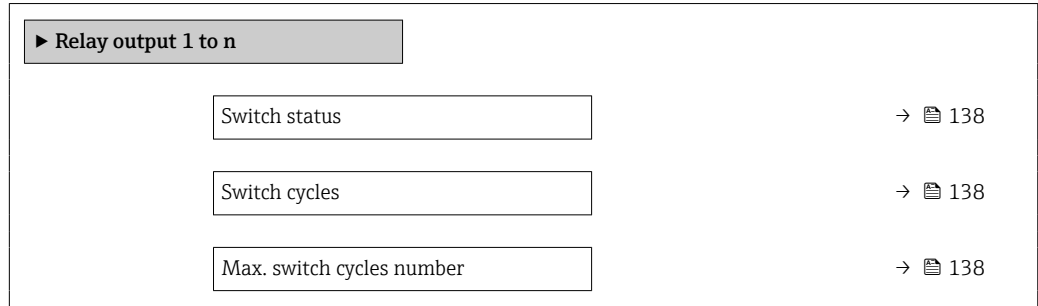 ▶ Relay output 1 to n
Switch status → 138
Switch cycles → 138
Max. switch cycles number → 138